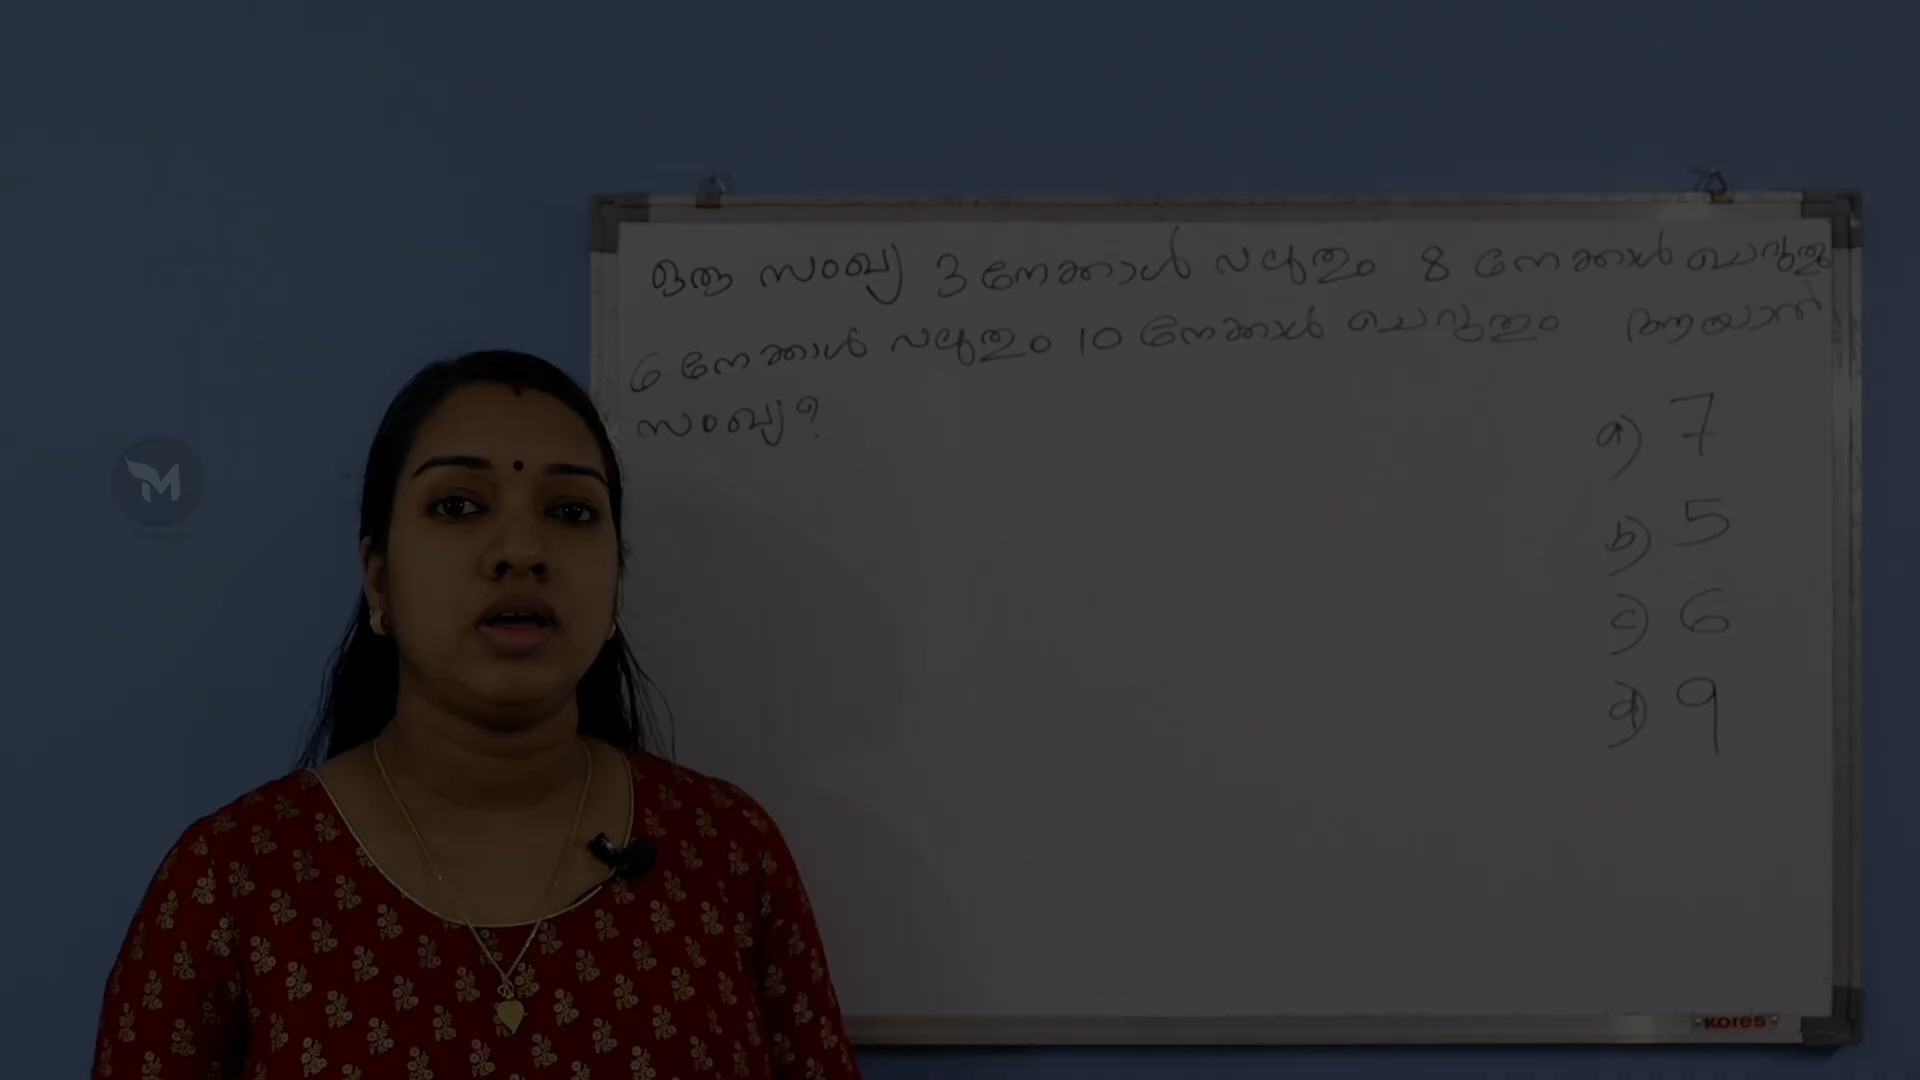 ഒരു സംഖ്യ 3 നേക്കാൾ വലുതും 8 നേക്കാൾ ചെറുതും
6 നേക്കാൾ വലുതും 10 നേക്കാൾ ചെറുതും ആയാൽ
സംഖ്യ?
a) 7
b) 5
c) 6
d) 9
M
Kores